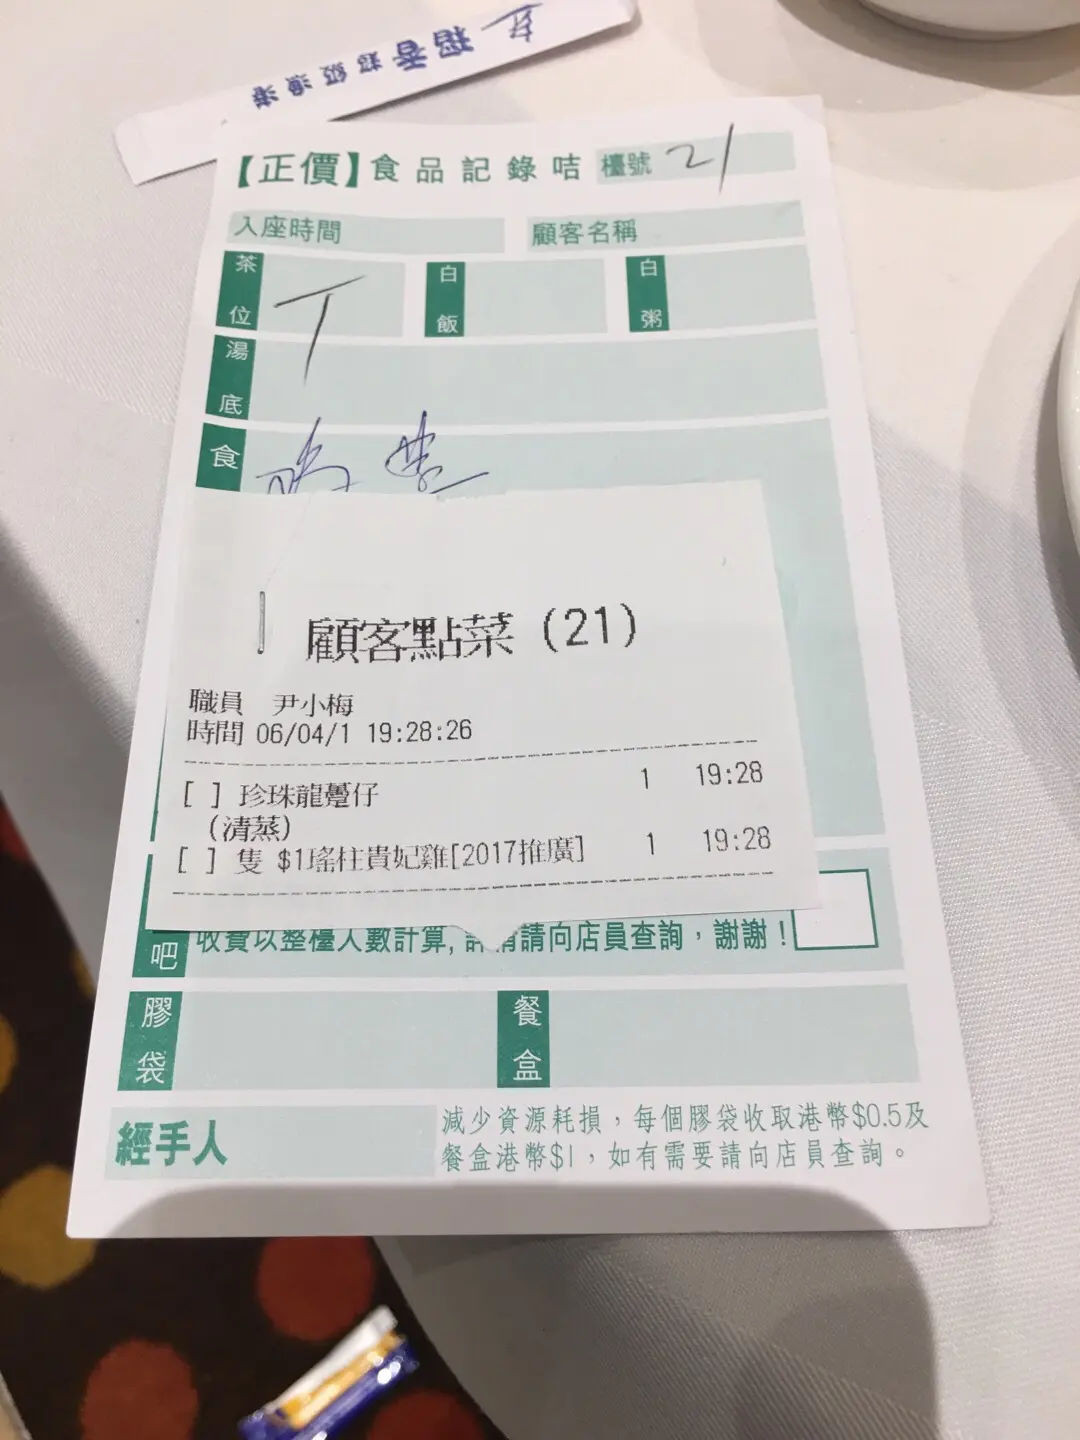 稻香超級漁港
【正價】食品記錄咭 檯號 21
入座時間 顧客名稱
茶位 白飯 白粥
湯底
食
顧客點菜 (21)
職員 尹小梅
時間 06/04/1 19:28:26
[ ] 珍珠龍躉仔 1 19:28
(清蒸)
[ ] 隻 $1瑤柱貴妃雞[2017推廣] 1 19:28
吧 收費以整檯人數計算, 請向店員查詢，謝謝！
膠袋 餐盒
經手人
減少資源耗損，每個膠袋收取港幣$0.5及
餐盒港幣$1，如有需要請向店員查詢。